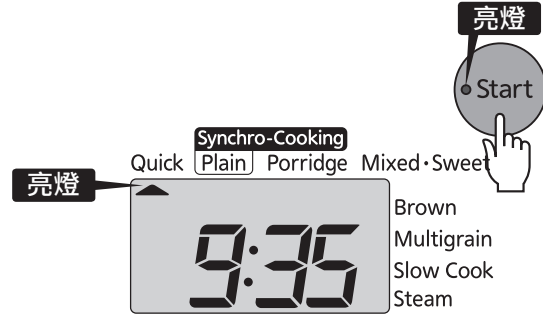 亮燈
Start
Synchro-Cooking
Quick Plain Porridge Mixed・Sweet
亮燈
9:35
Brown
Multigrain
Slow Cook
Steam